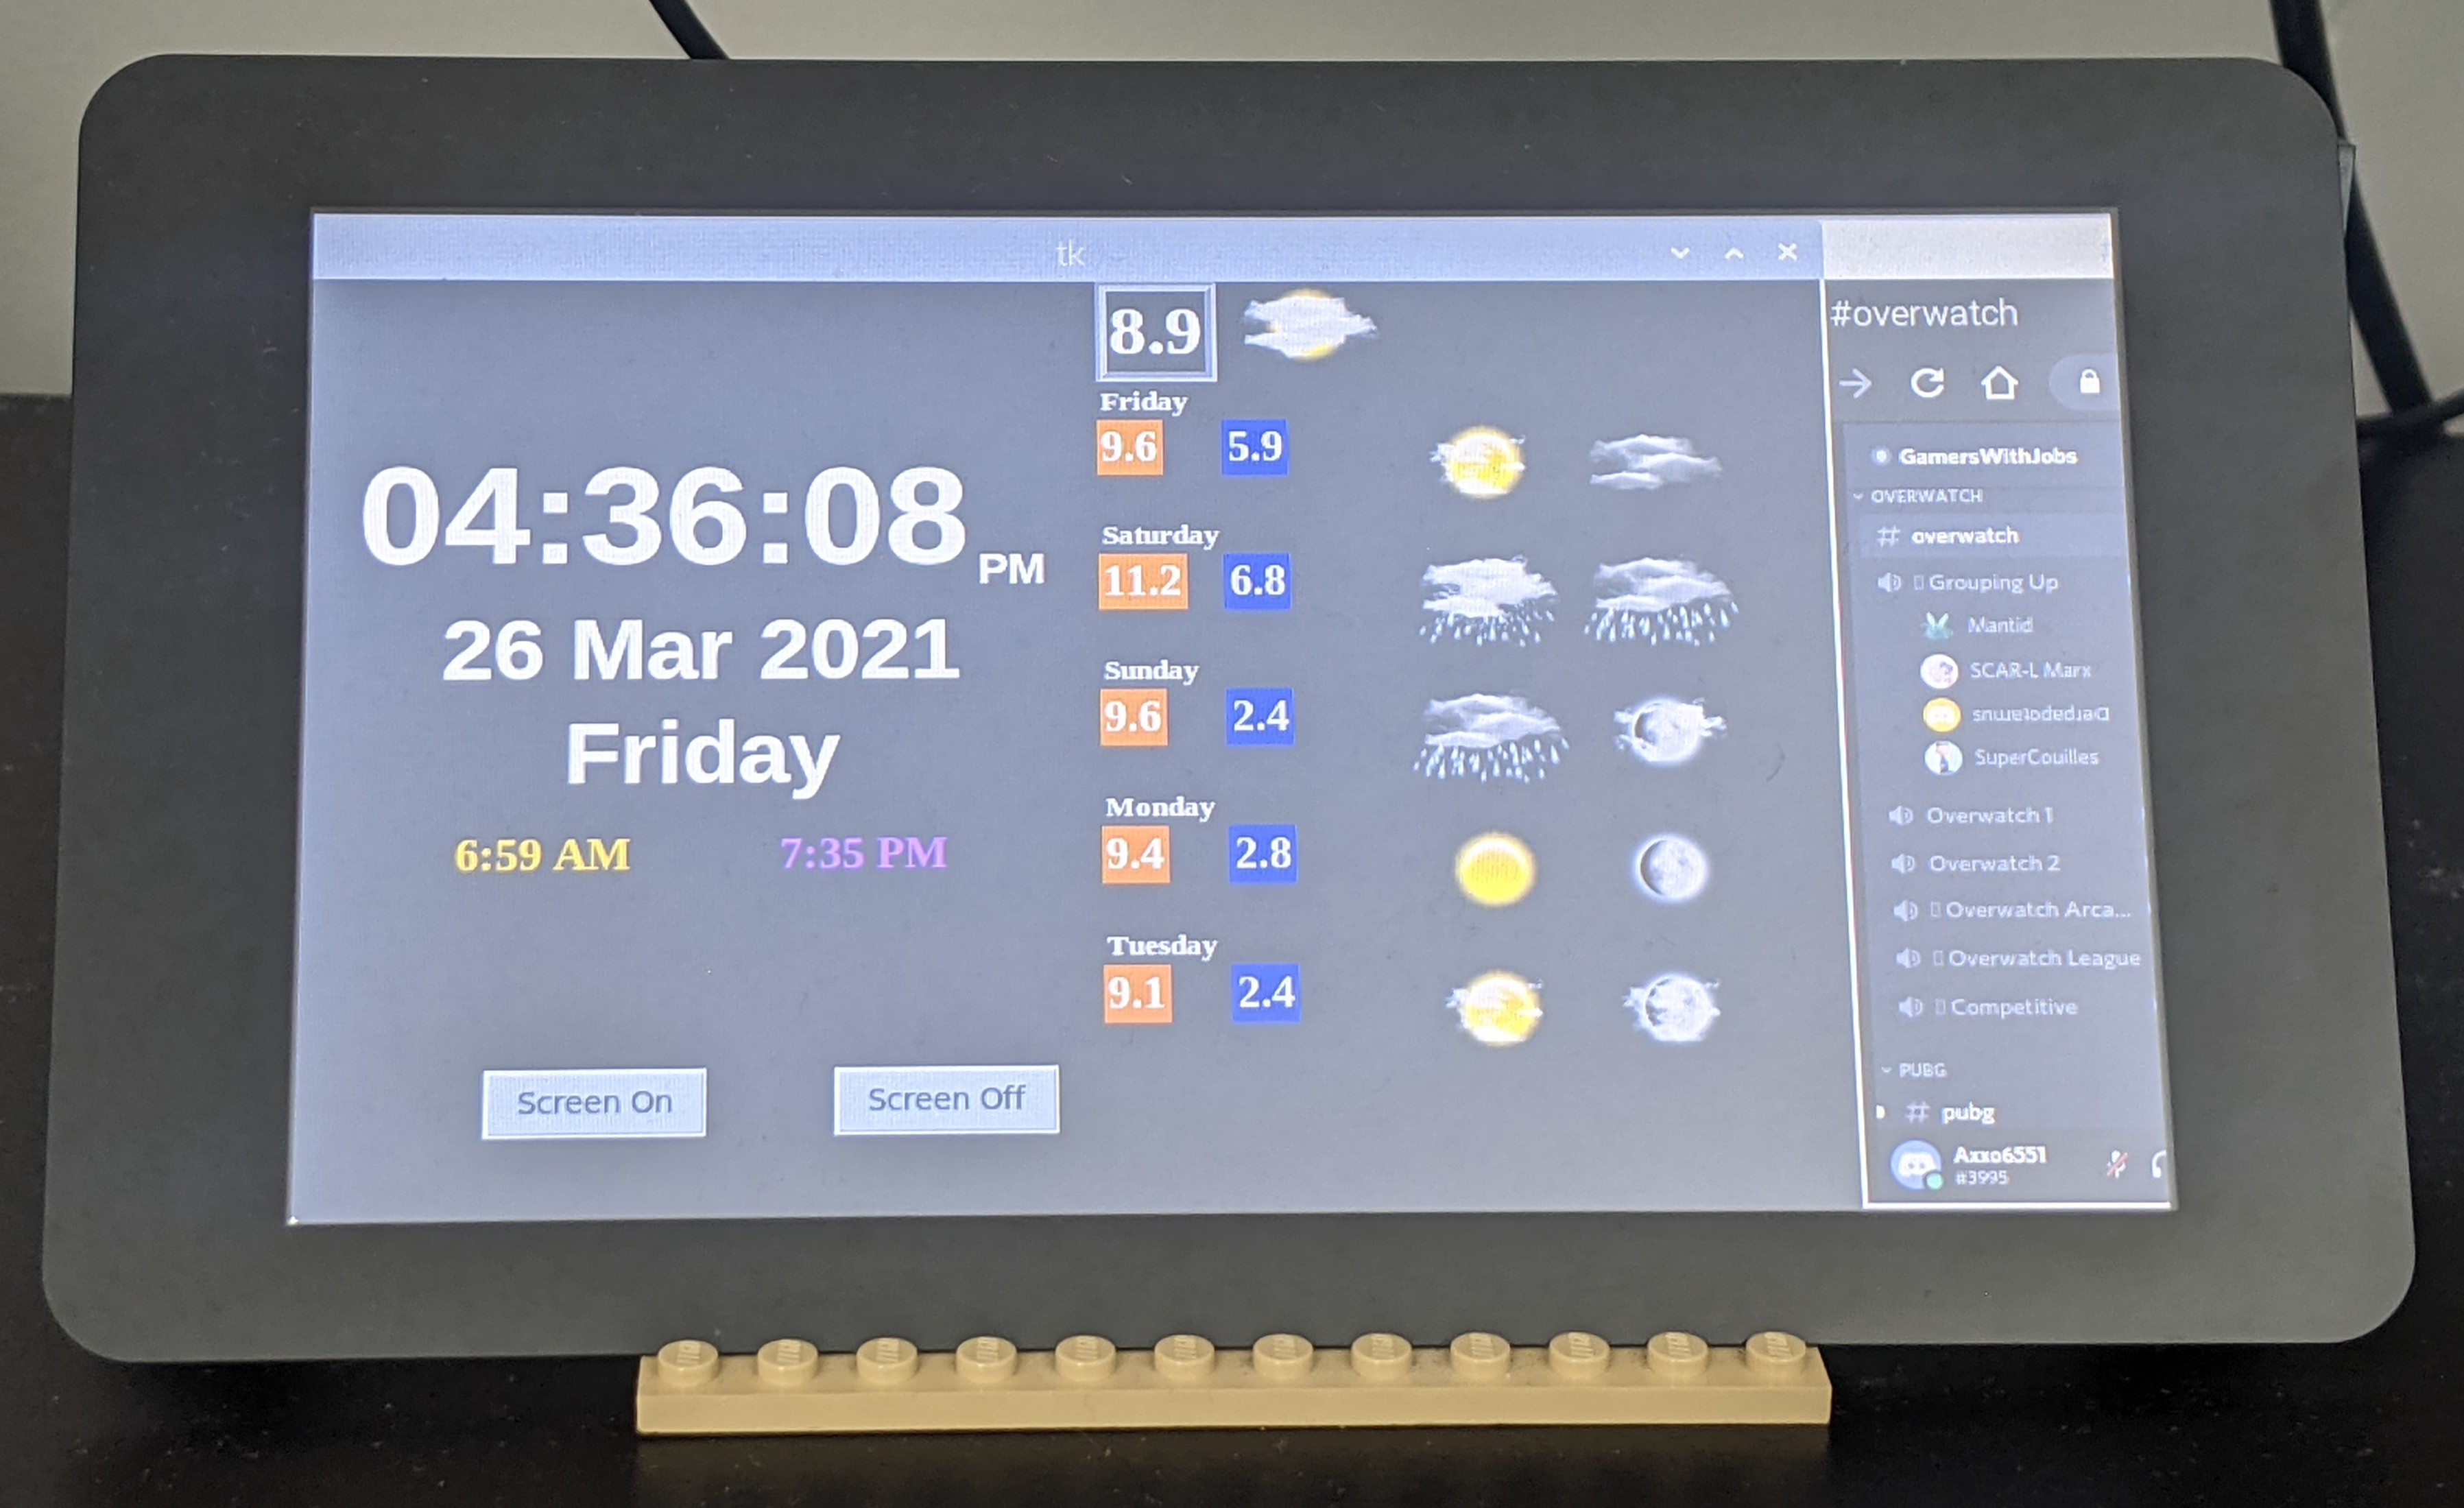 tk
04:36:08 PM
26 Mar 2021
Friday
6:59 AM 7:35 PM
Screen On Screen Off
8.9
Friday
9.6 5.9
Saturday
11.2 6.8
Sunday
9.6 2.4
Monday
9.4 2.8
Tuesday
9.1 2.4
#overwatch
GamersWithJobs
OVERWATCH
# overwatch
Grouping Up
Mantid
SCAR-L Marx
SuperCouilles
Overwatch 1
Overwatch 2
Overwatch Arca...
Overwatch League
Competitive
PUBG
# pubg
Axxo6551
#3995